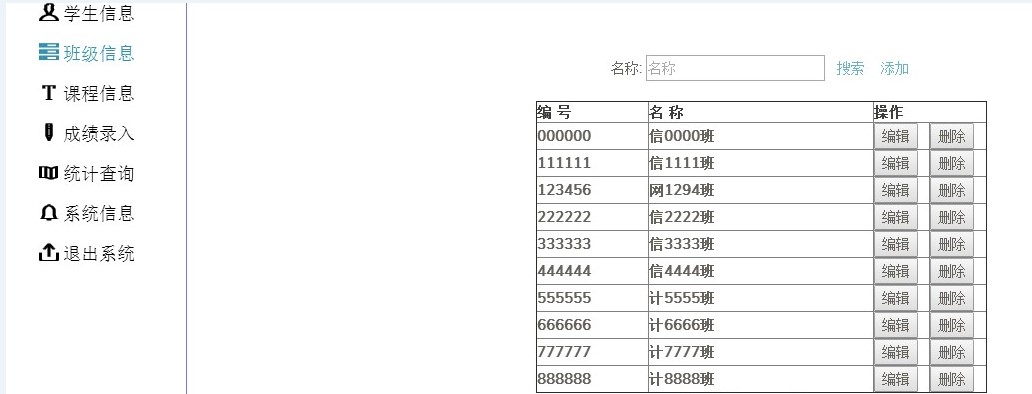 学生信息
班级信息
课程信息
成绩录入
统计查询
系统信息
退出系统
名称: 名称 搜索 添加
编 号 名 称 操作
000000 信0000班 编辑 删除
111111 信1111班 编辑 删除
123456 网1294班 编辑 删除
222222 信2222班 编辑 删除
333333 信3333班 编辑 删除
444444 信4444班 编辑 删除
555555 计5555班 编辑 删除
666666 计6666班 编辑 删除
777777 计7777班 编辑 删除
888888 计8888班 编辑 删除